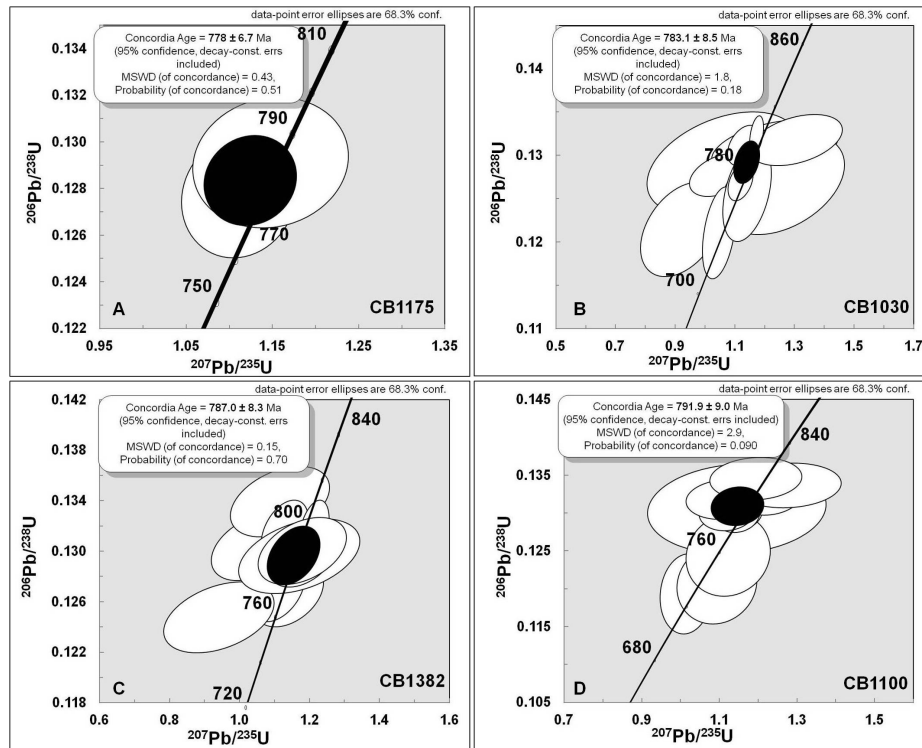 data-point error ellipses are 68.3% conf.
Concordia Age = 778 ± 6.7 Ma
(95% confidence, decay-const. errs
included)
MSWD (of concordance) = 0.43,
Probability (of concordance) = 0.51
810
790
770
750
0.134
0.132
0.130
0.128
0.126
0.124
0.122
206Pb/238U
A
CB1175
0.95
1.05
1.15
1.25
1.35
207Pb/235U
data-point error ellipses are 68.3% conf.
Concordia Age = 783.1 ± 8.5 Ma
(95% confidence, decay-const. errs
included)
MSWD (of concordance) = 1.8,
Probability (of concordance) = 0.18
860
780
700
0.14
0.13
0.12
0.11
206Pb/238U
B
CB1030
0.5
0.7
0.9
1.1
1.3
1.5
1.7
207Pb/235U
data-point error ellipses are 68.3% conf.
Concordia Age = 787.0 ± 8.3 Ma
(95% confidence, decay-const. errs
included)
MSWD (of concordance) = 0.15,
Probability (of concordance) = 0.70
840
800
760
720
0.142
0.138
0.134
0.130
0.126
0.122
0.118
206Pb/238U
C
CB1382
0.6
0.8
1.0
1.2
1.4
1.6
207Pb/235U
data-point error ellipses are 68.3% conf.
Concordia Age = 791.9 ± 9.0 Ma
(95% confidence, decay-const. errs included)
MSWD (of concordance) = 2.9,
Probability (of concordance) = 0.090
840
760
680
0.145
0.135
0.125
0.115
0.105
206Pb/238U
D
CB1100
0.7
0.9
1.1
1.3
1.5
207Pb/235U